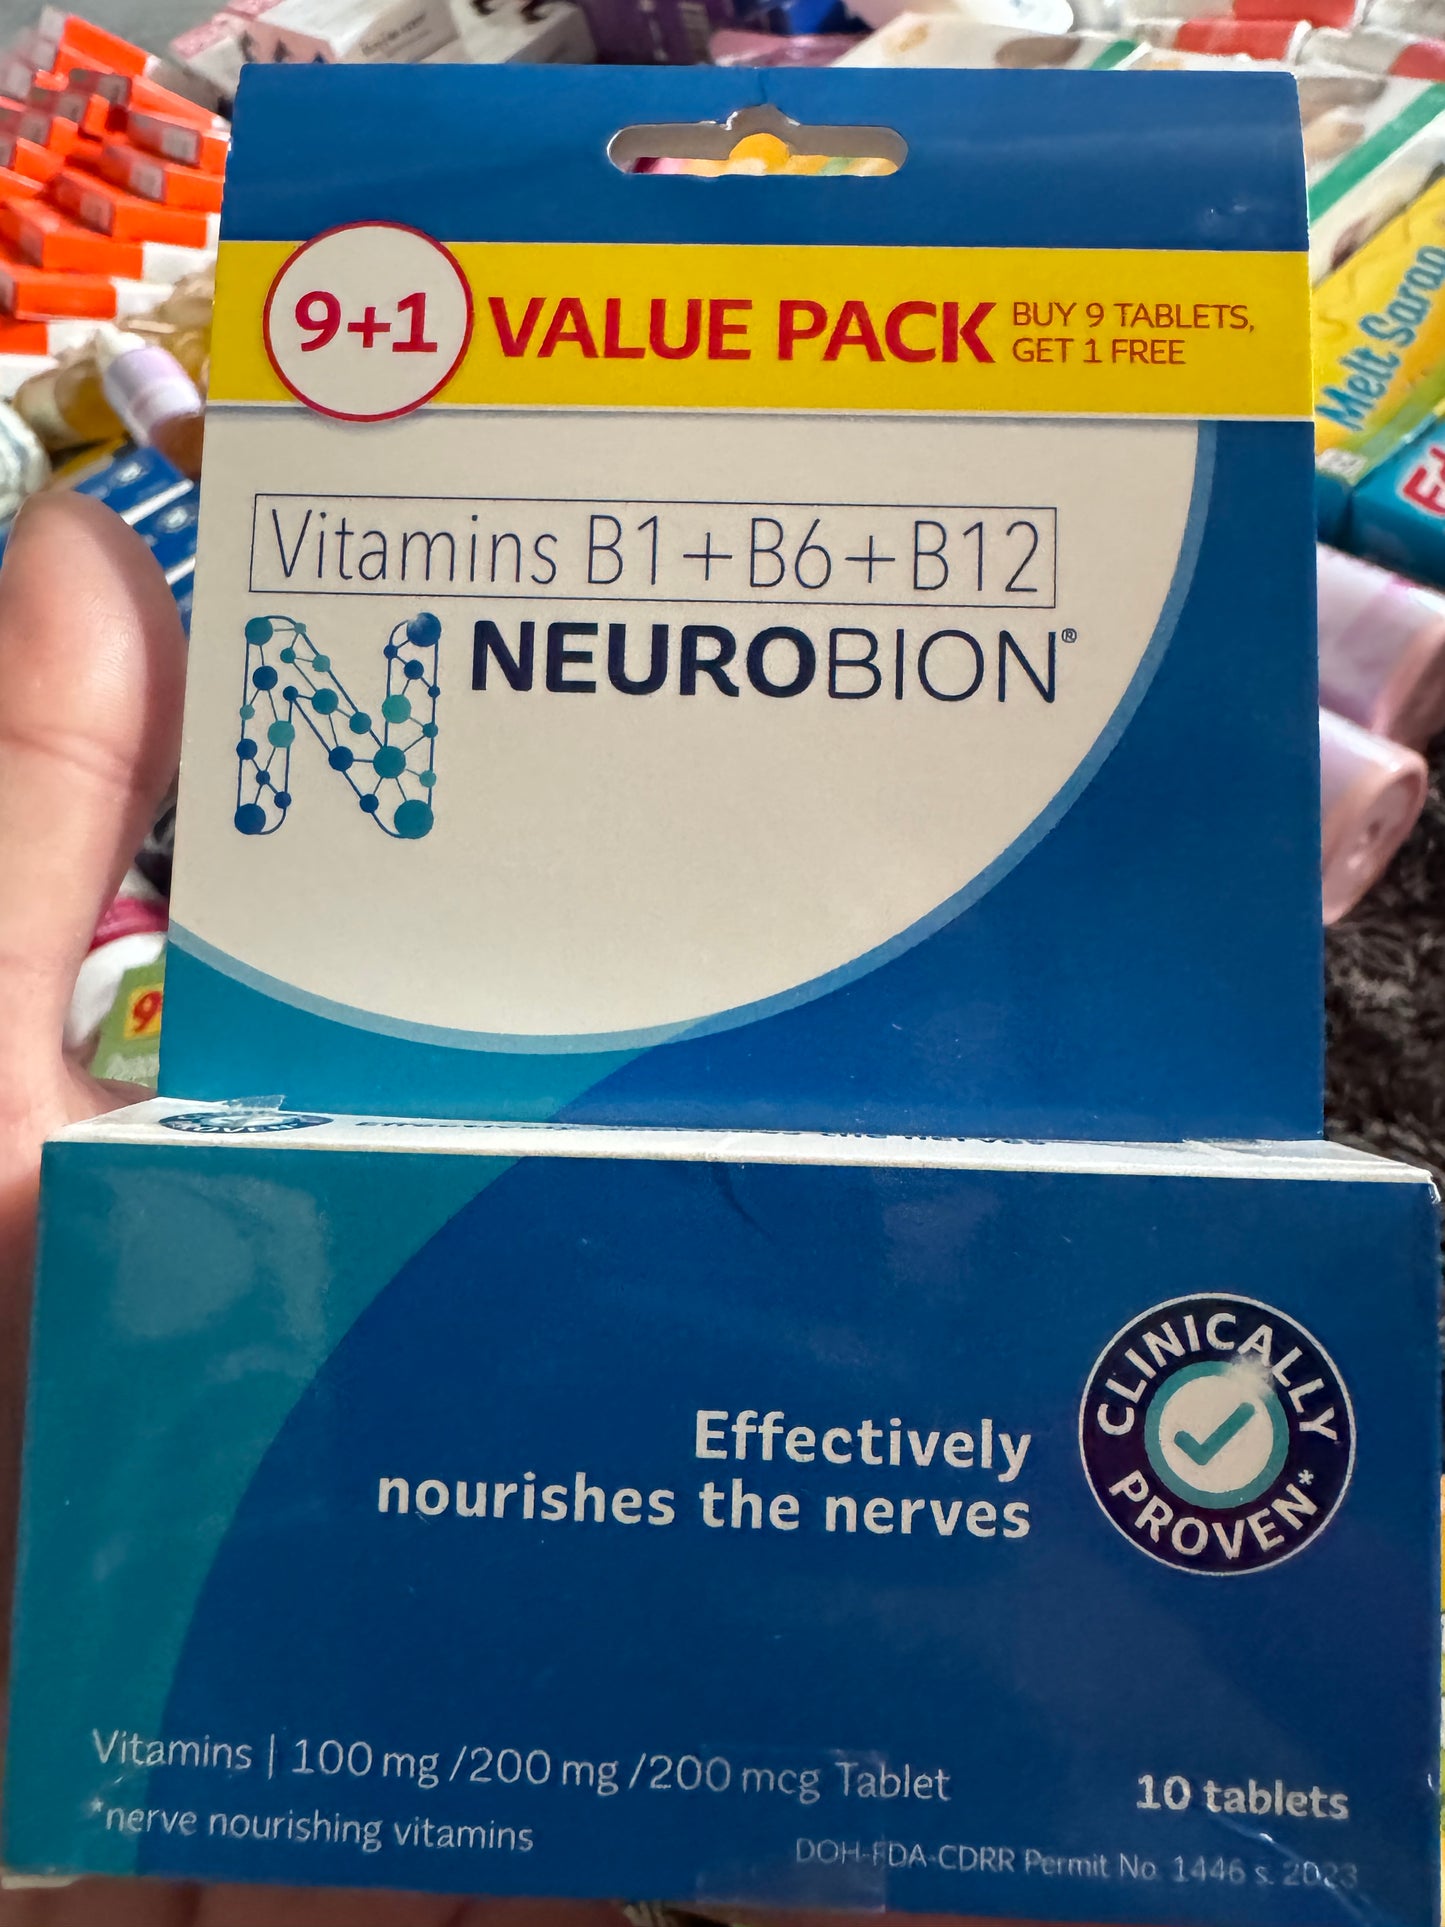 9+1
VALUE PACK
BUY 9 TABLETS,
GET 1 FREE
Melt Sarap
Vitamins B1+B6+B12
NEUROBION®
CLINICALLY
PROVEN*
Effectively
nourishes the nerves
Vitamins | 100 mg /200 mg /200 mcg Tablet
*nerve nourishing vitamins
10 tablets
DOH-FDA-CDRR Permit No. 1446 s. 2023